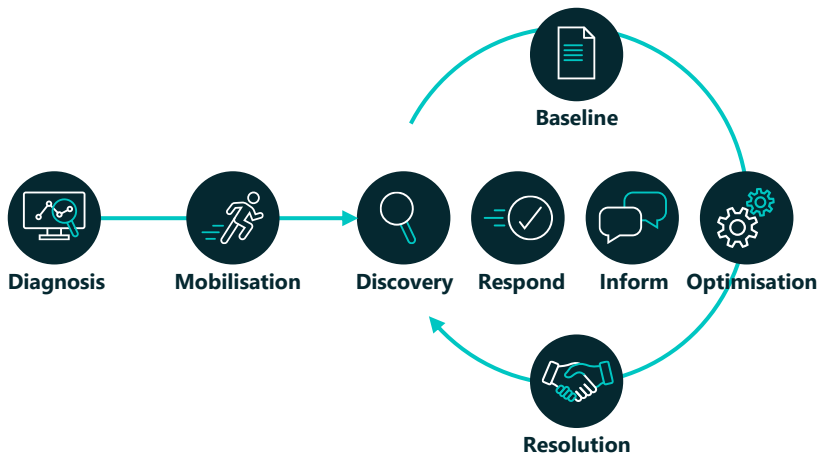 Baseline
Diagnosis
Mobilisation
Discovery
Respond
Inform
Optimisation
Resolution